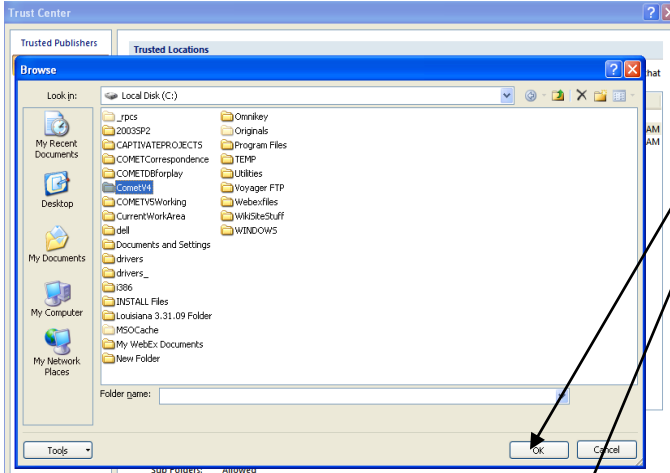 Trust Center
Trusted Publishers
Trusted Locations
hat
AM
AM
Browse
Look in:
Local Disk (C:)
My Recent Documents
Desktop
My Documents
My Computer
My Network Places
_rpcs
2003SP2
CAPTIVATEPROJECTS
COMETCorrespondence
COMETDBforplay
CometV4
COMETV5Working
CurrentWorkArea
dell
Documents and Settings
drivers
drivers_
i386
INSTALL Files
Louisiana 3.31.09 Folder
MSOCache
My WebEx Documents
New Folder
Omnikey
Originals
Program Files
TEMP
Utilities
Voyager FTP
Webexfiles
WikiSiteStuff
WINDOWS
Folder name:
Tools
OK
Cancel
Sub Folders: Allowed